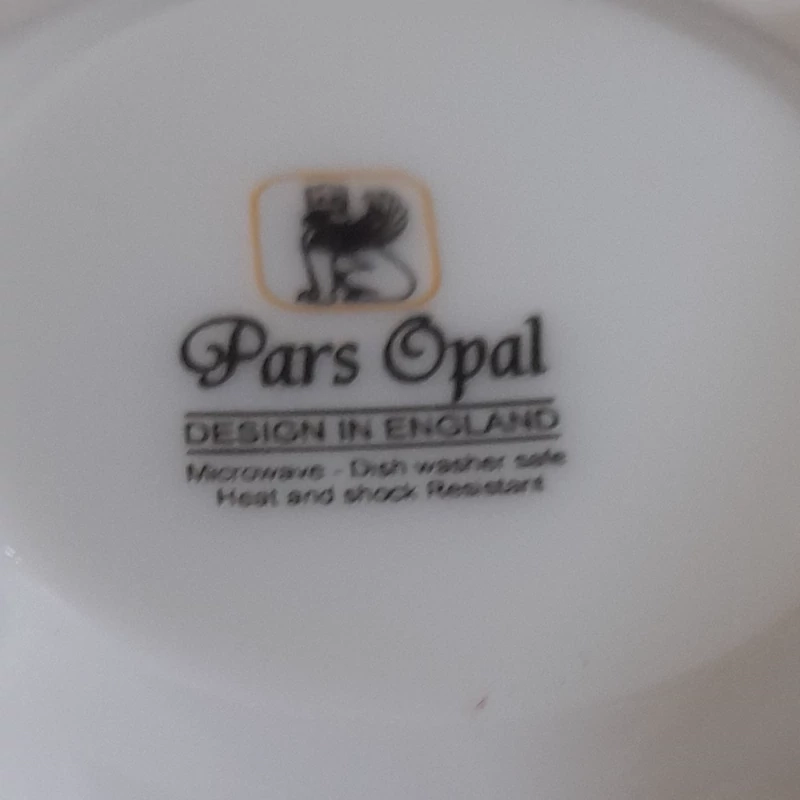 Pars Opal
DESIGN IN ENGLAND
Microwave - Dish washer safe
Heat and shock Resistant